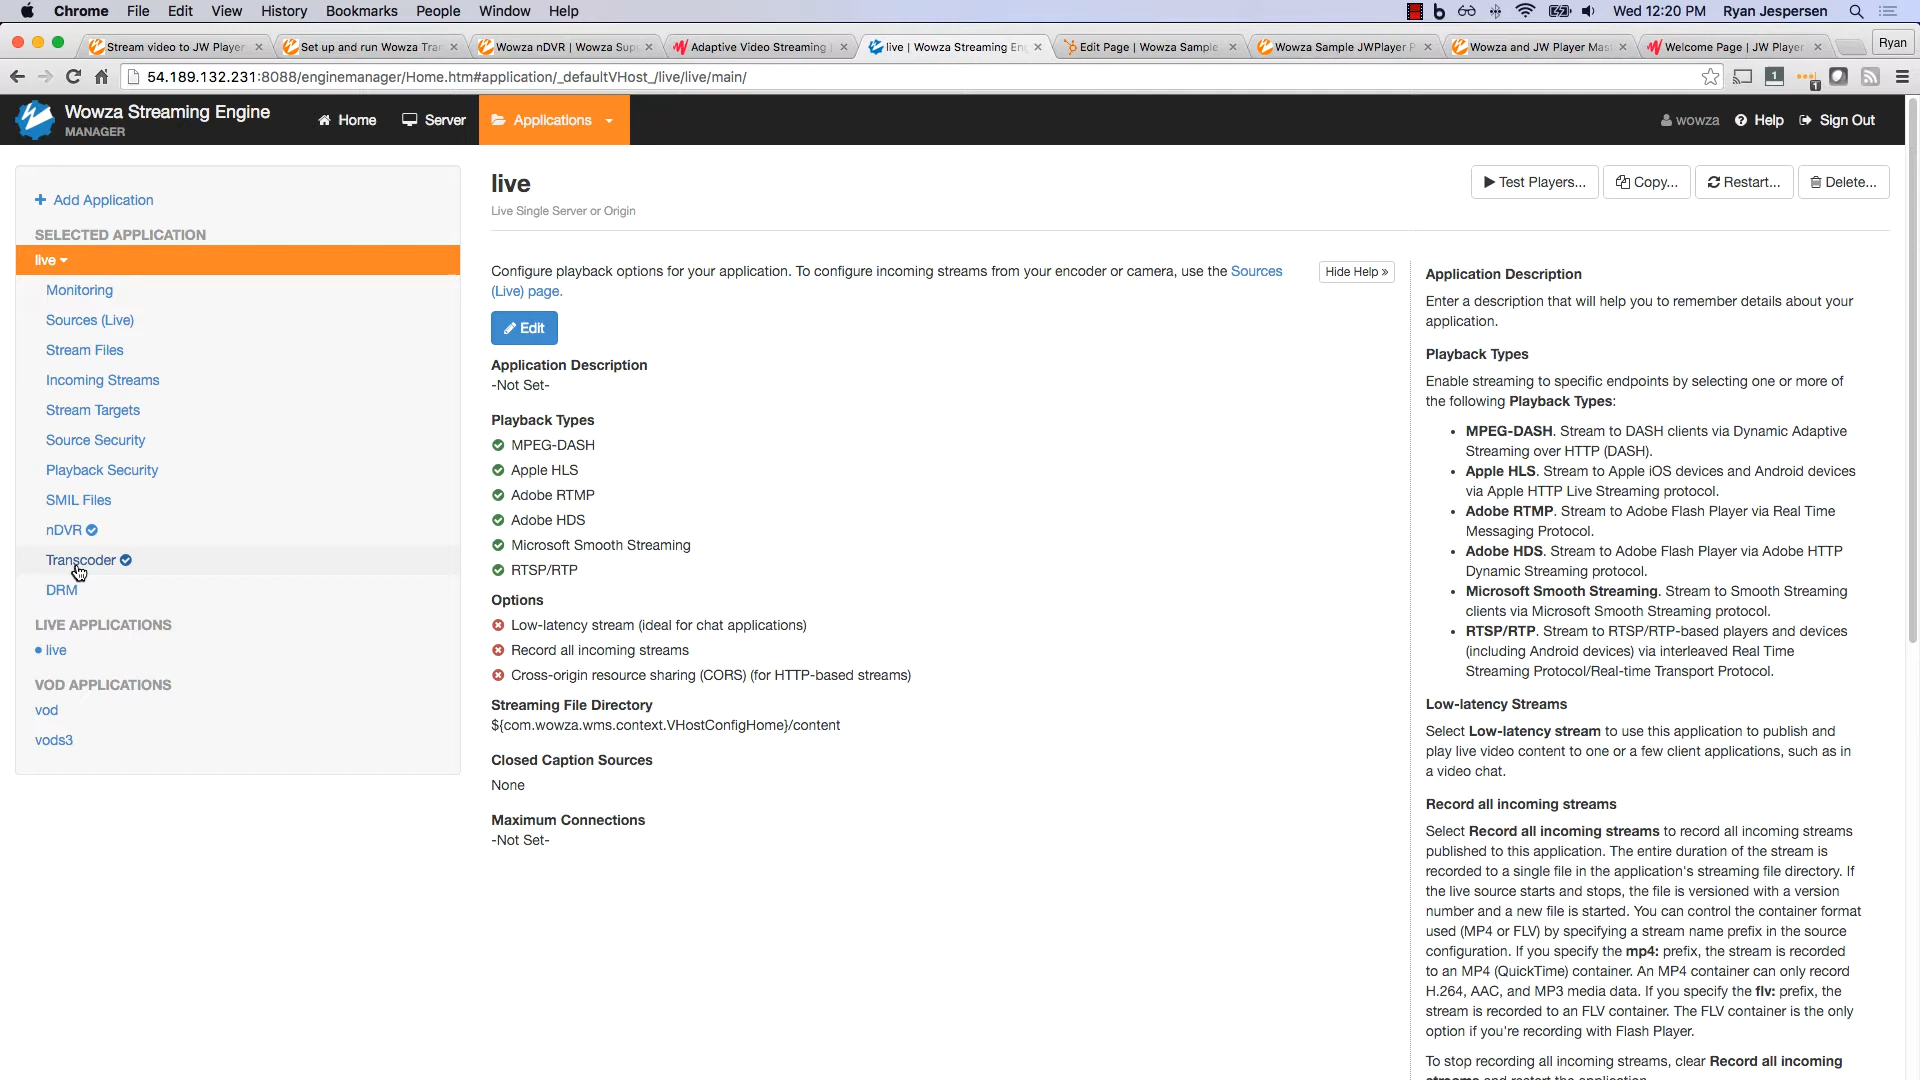 Chrome File Edit View History Bookmarks People Window Help Wed 12:20 PM Ryan Jespersen
Stream video to JW Player Set up and run Wowza Tra Wowza nDVR | Wowza Sup Adaptive Video Streaming live | Wowza Streaming En Edit Page | Wowza Sample Wowza Sample JWPlayer P Wowza and JW Player Mas Welcome Page | JW Player Ryan
54.189.132.231:8088/enginemanager/Home.htm#application/_defaultVHost_/live/live/main/
Wowza Streaming Engine
MANAGER
Home Server Applications wowza Help Sign Out
Add Application
SELECTED APPLICATION
live
Monitoring
Sources (Live)
Stream Files
Incoming Streams
Stream Targets
Source Security
Playback Security
SMIL Files
nDVR
Transcoder
DRM
LIVE APPLICATIONS
live
VOD APPLICATIONS
vod
vods3
live
Live Single Server or Origin
Test Players... Copy... Restart... Delete...
Configure playback options for your application. To configure incoming streams from your encoder or camera, use the Sources
(Live) page.
Hide Help »
Edit
Application Description
-Not Set-
Playback Types
MPEG-DASH
Apple HLS
Adobe RTMP
Adobe HDS
Microsoft Smooth Streaming
RTSP/RTP
Options
Low-latency stream (ideal for chat applications)
Record all incoming streams
Cross-origin resource sharing (CORS) (for HTTP-based streams)
Streaming File Directory
${com.wowza.wms.context.VHostConfigHome}/content
Closed Caption Sources
None
Maximum Connections
-Not Set-
Application Description
Enter a description that will help you to remember details about your
application.
Playback Types
Enable streaming to specific endpoints by selecting one or more of
the following Playback Types:
• MPEG-DASH. Stream to DASH clients via Dynamic Adaptive
Streaming over HTTP (DASH).
• Apple HLS. Stream to Apple iOS devices and Android devices
via Apple HTTP Live Streaming protocol.
• Adobe RTMP. Stream to Adobe Flash Player via Real Time
Messaging Protocol.
• Adobe HDS. Stream to Adobe Flash Player via Adobe HTTP
Dynamic Streaming protocol.
• Microsoft Smooth Streaming. Stream to Smooth Streaming
clients via Microsoft Smooth Streaming protocol.
• RTSP/RTP. Stream to RTSP/RTP-based players and devices
(including Android devices) via interleaved Real Time
Streaming Protocol/Real-time Transport Protocol.
Low-latency Streams
Select Low-latency stream to use this application to publish and
play live video content to one or a few client applications, such as in
a video chat.
Record all incoming streams
Select Record all incoming streams to record all incoming streams
published to this application. The entire duration of the stream is
recorded to a single file in the application's streaming file directory. If
the live source starts and stops, the file is versioned with a version
number and a new file is started. You can control the container format
used (MP4 or FLV) by specifying a stream name prefix in the source
configuration. If you specify the mp4: prefix, the stream is recorded
to an MP4 (QuickTime) container. An MP4 container can only record
H.264, AAC, and MP3 media data. If you specify the flv: prefix, the
stream is recorded to an FLV container. The FLV container is the only
option if you're recording with Flash Player.
To stop recording all incoming streams, clear Record all incoming
streams and restart the application.